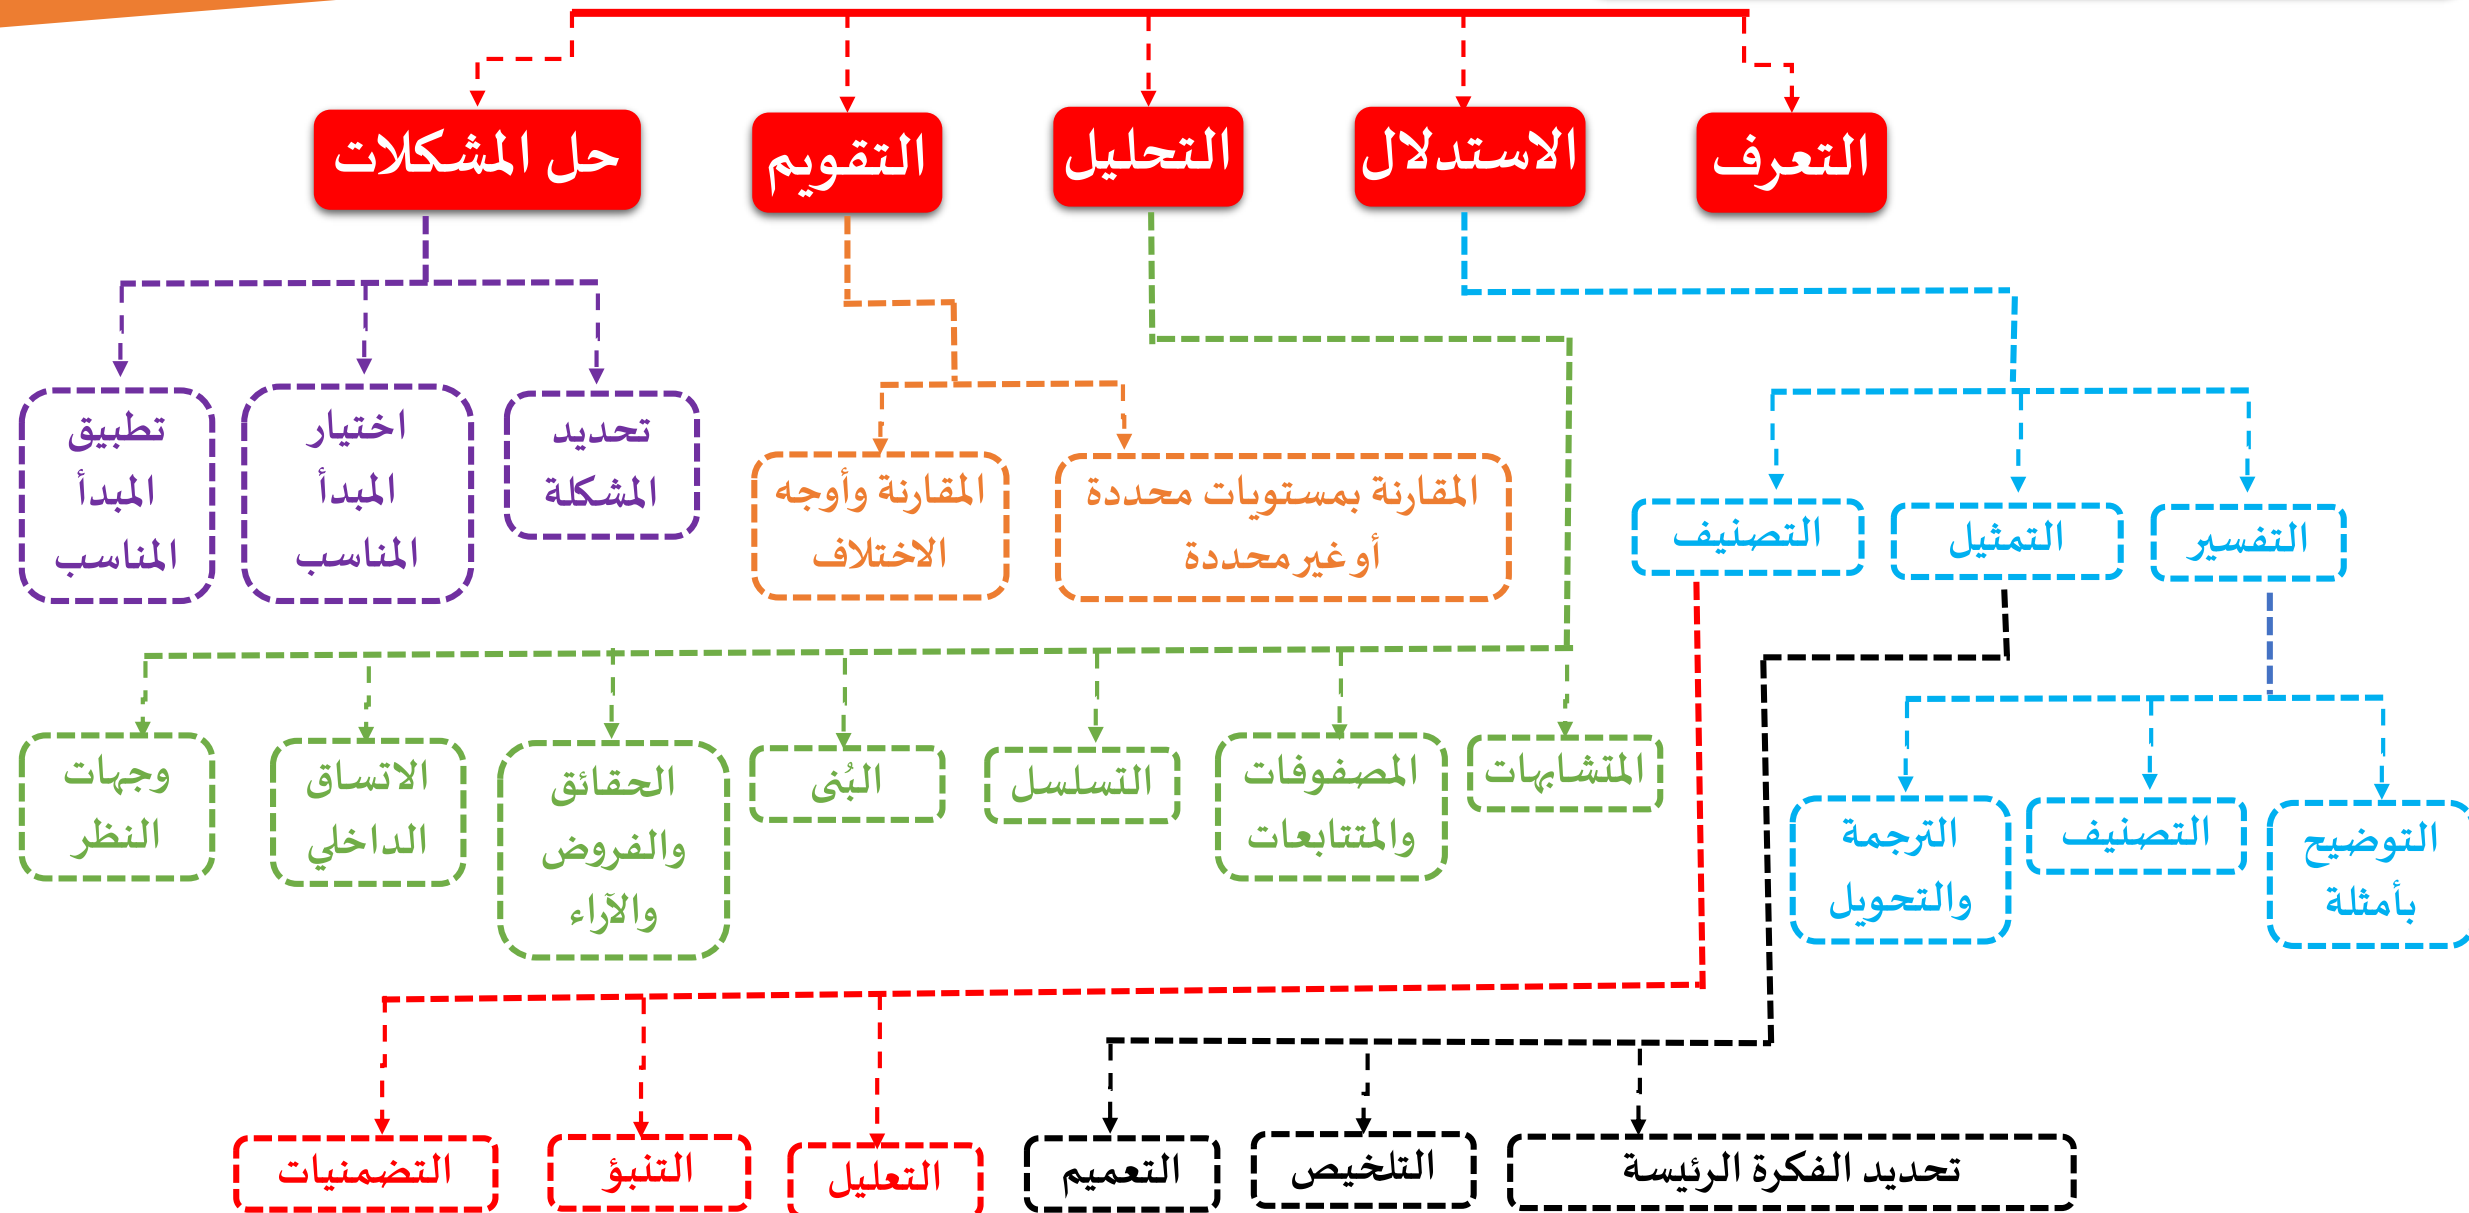 التعرف
الاستدلال
التحليل
التقويم
حل المشكلات
تحديد
المشكلة
اختيار
المبدأ
المناسب
تطبيق
المبدأ
المناسب
المقارنة بمستويات محددة
أو غير محددة
المقارنة وأوجه
الاختلاف
التفسير
التمثيل
التصنيف
المتشابهات
المصفوفات
والمتتابعات
التسلسل
البُنى
الحقائق
والفروض
والآراء
الاتساق
الداخلي
وجهات
النظر
التوضيح
بأمثلة
التصنيف
الترجمة
والتحويل
تحديد الفكرة الرئيسة
التلخيص
التعميم
التعليل
التنبؤ
التضمنيات